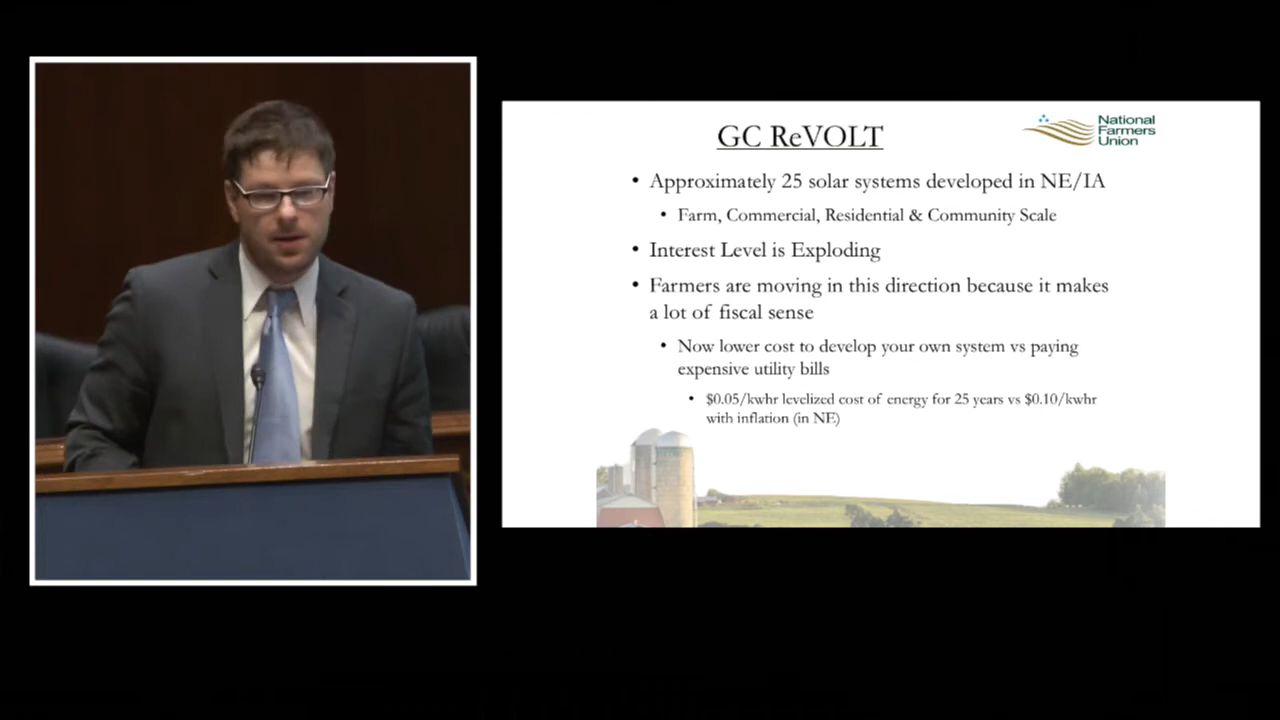 GC ReVOLT
National
Farmers
Union
• Approximately 25 solar systems developed in NE/IA
• Farm, Commercial, Residential & Community Scale
• Interest Level is Exploding
• Farmers are moving in this direction because it makes
a lot of fiscal sense
• Now lower cost to develop your own system vs paying
expensive utility bills
• $0.05/kwhr levelized cost of energy for 25 years vs $0.10/kwhr
with inflation (in NE)